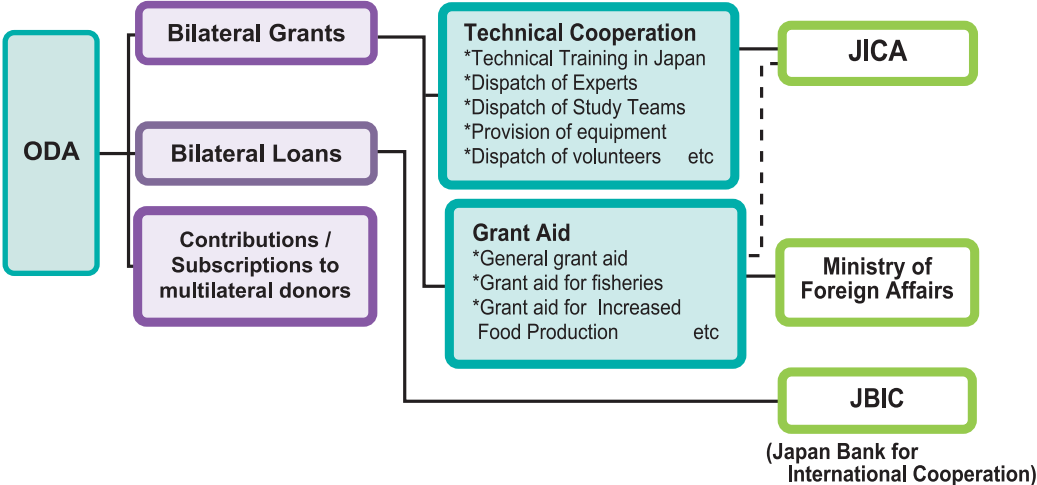 ODA
Bilateral Grants
Bilateral Loans
Contributions /
Subscriptions to
multilateral donors
Technical Cooperation
*Technical Training in Japan
*Dispatch of Experts
*Dispatch of Study Teams
*Provision of equipment
*Dispatch of volunteers etc
Grant Aid
*General grant aid
*Grant aid for fisheries
*Grant aid for Increased
Food Production etc
JICA
Ministry of
Foreign Affairs
JBIC
(Japan Bank for
International Cooperation)